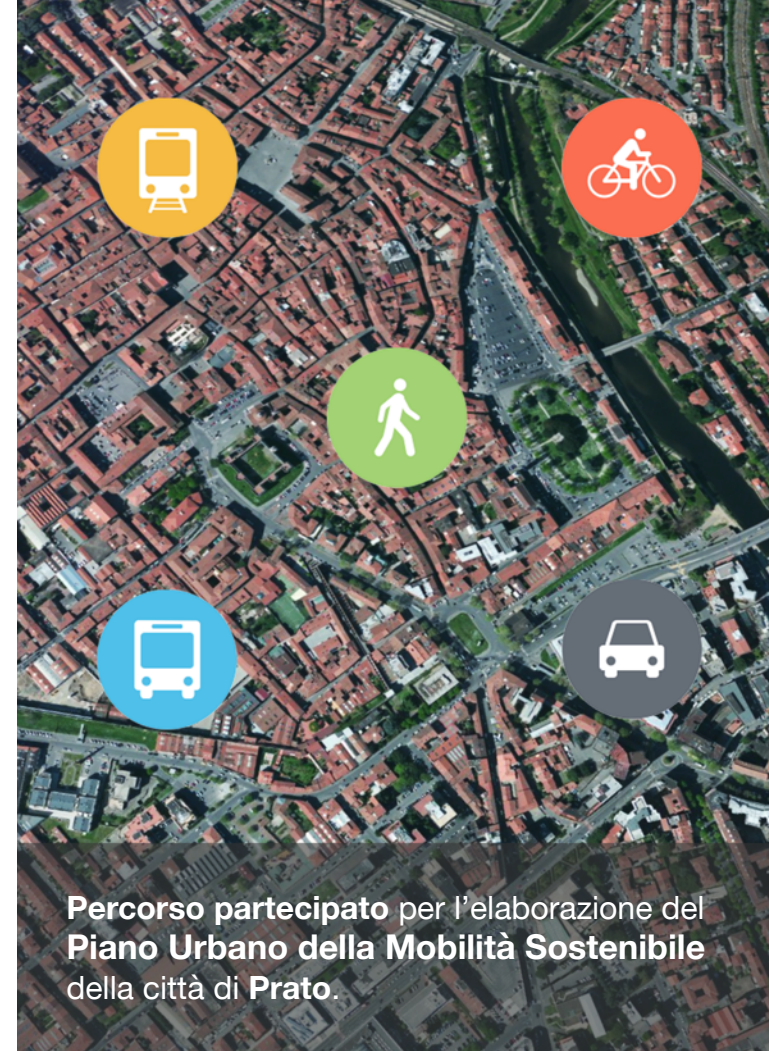 Percorso partecipato per l’elaborazione del
Piano Urbano della Mobilità Sostenibile
della città di Prato.